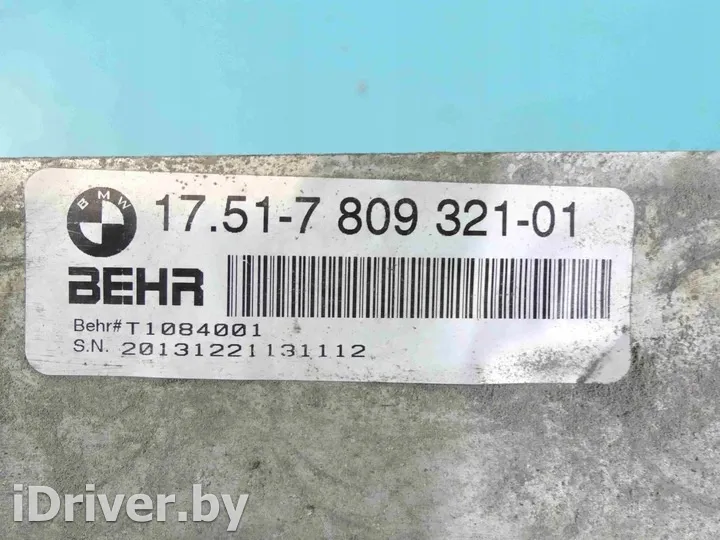 BMW
17.51-7 809 321-01
BEHR
Behr# T1084001
S.N. 20131221131112
iDriver.by